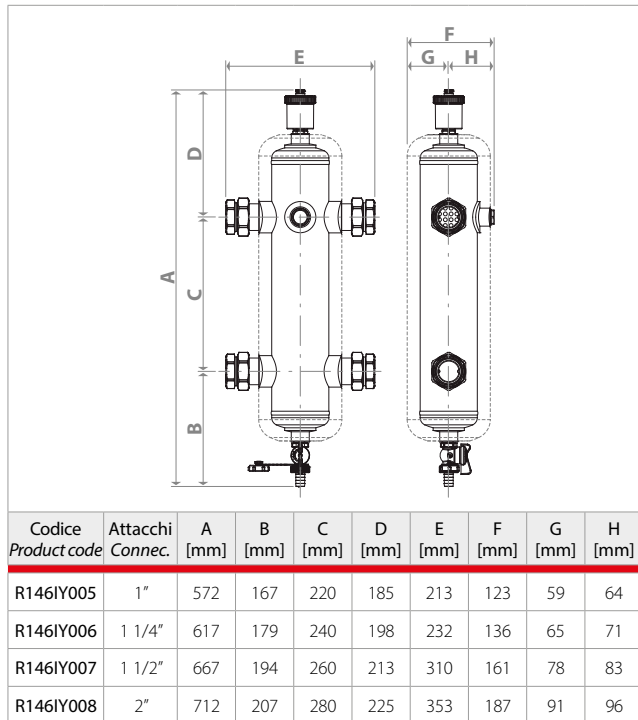 F
E
G H
D
A
C
B
Codice Attacchi A B C D E F G H
Product code Connec. [mm] [mm] [mm] [mm] [mm] [mm] [mm] [mm]
R146IY005 1” 572 167 220 185 213 123 59 64
R146IY006 1 1/4” 617 179 240 198 232 136 65 71
R146IY007 1 1/2” 667 194 260 213 310 161 78 83
R146IY008 2” 712 207 280 225 353 187 91 96